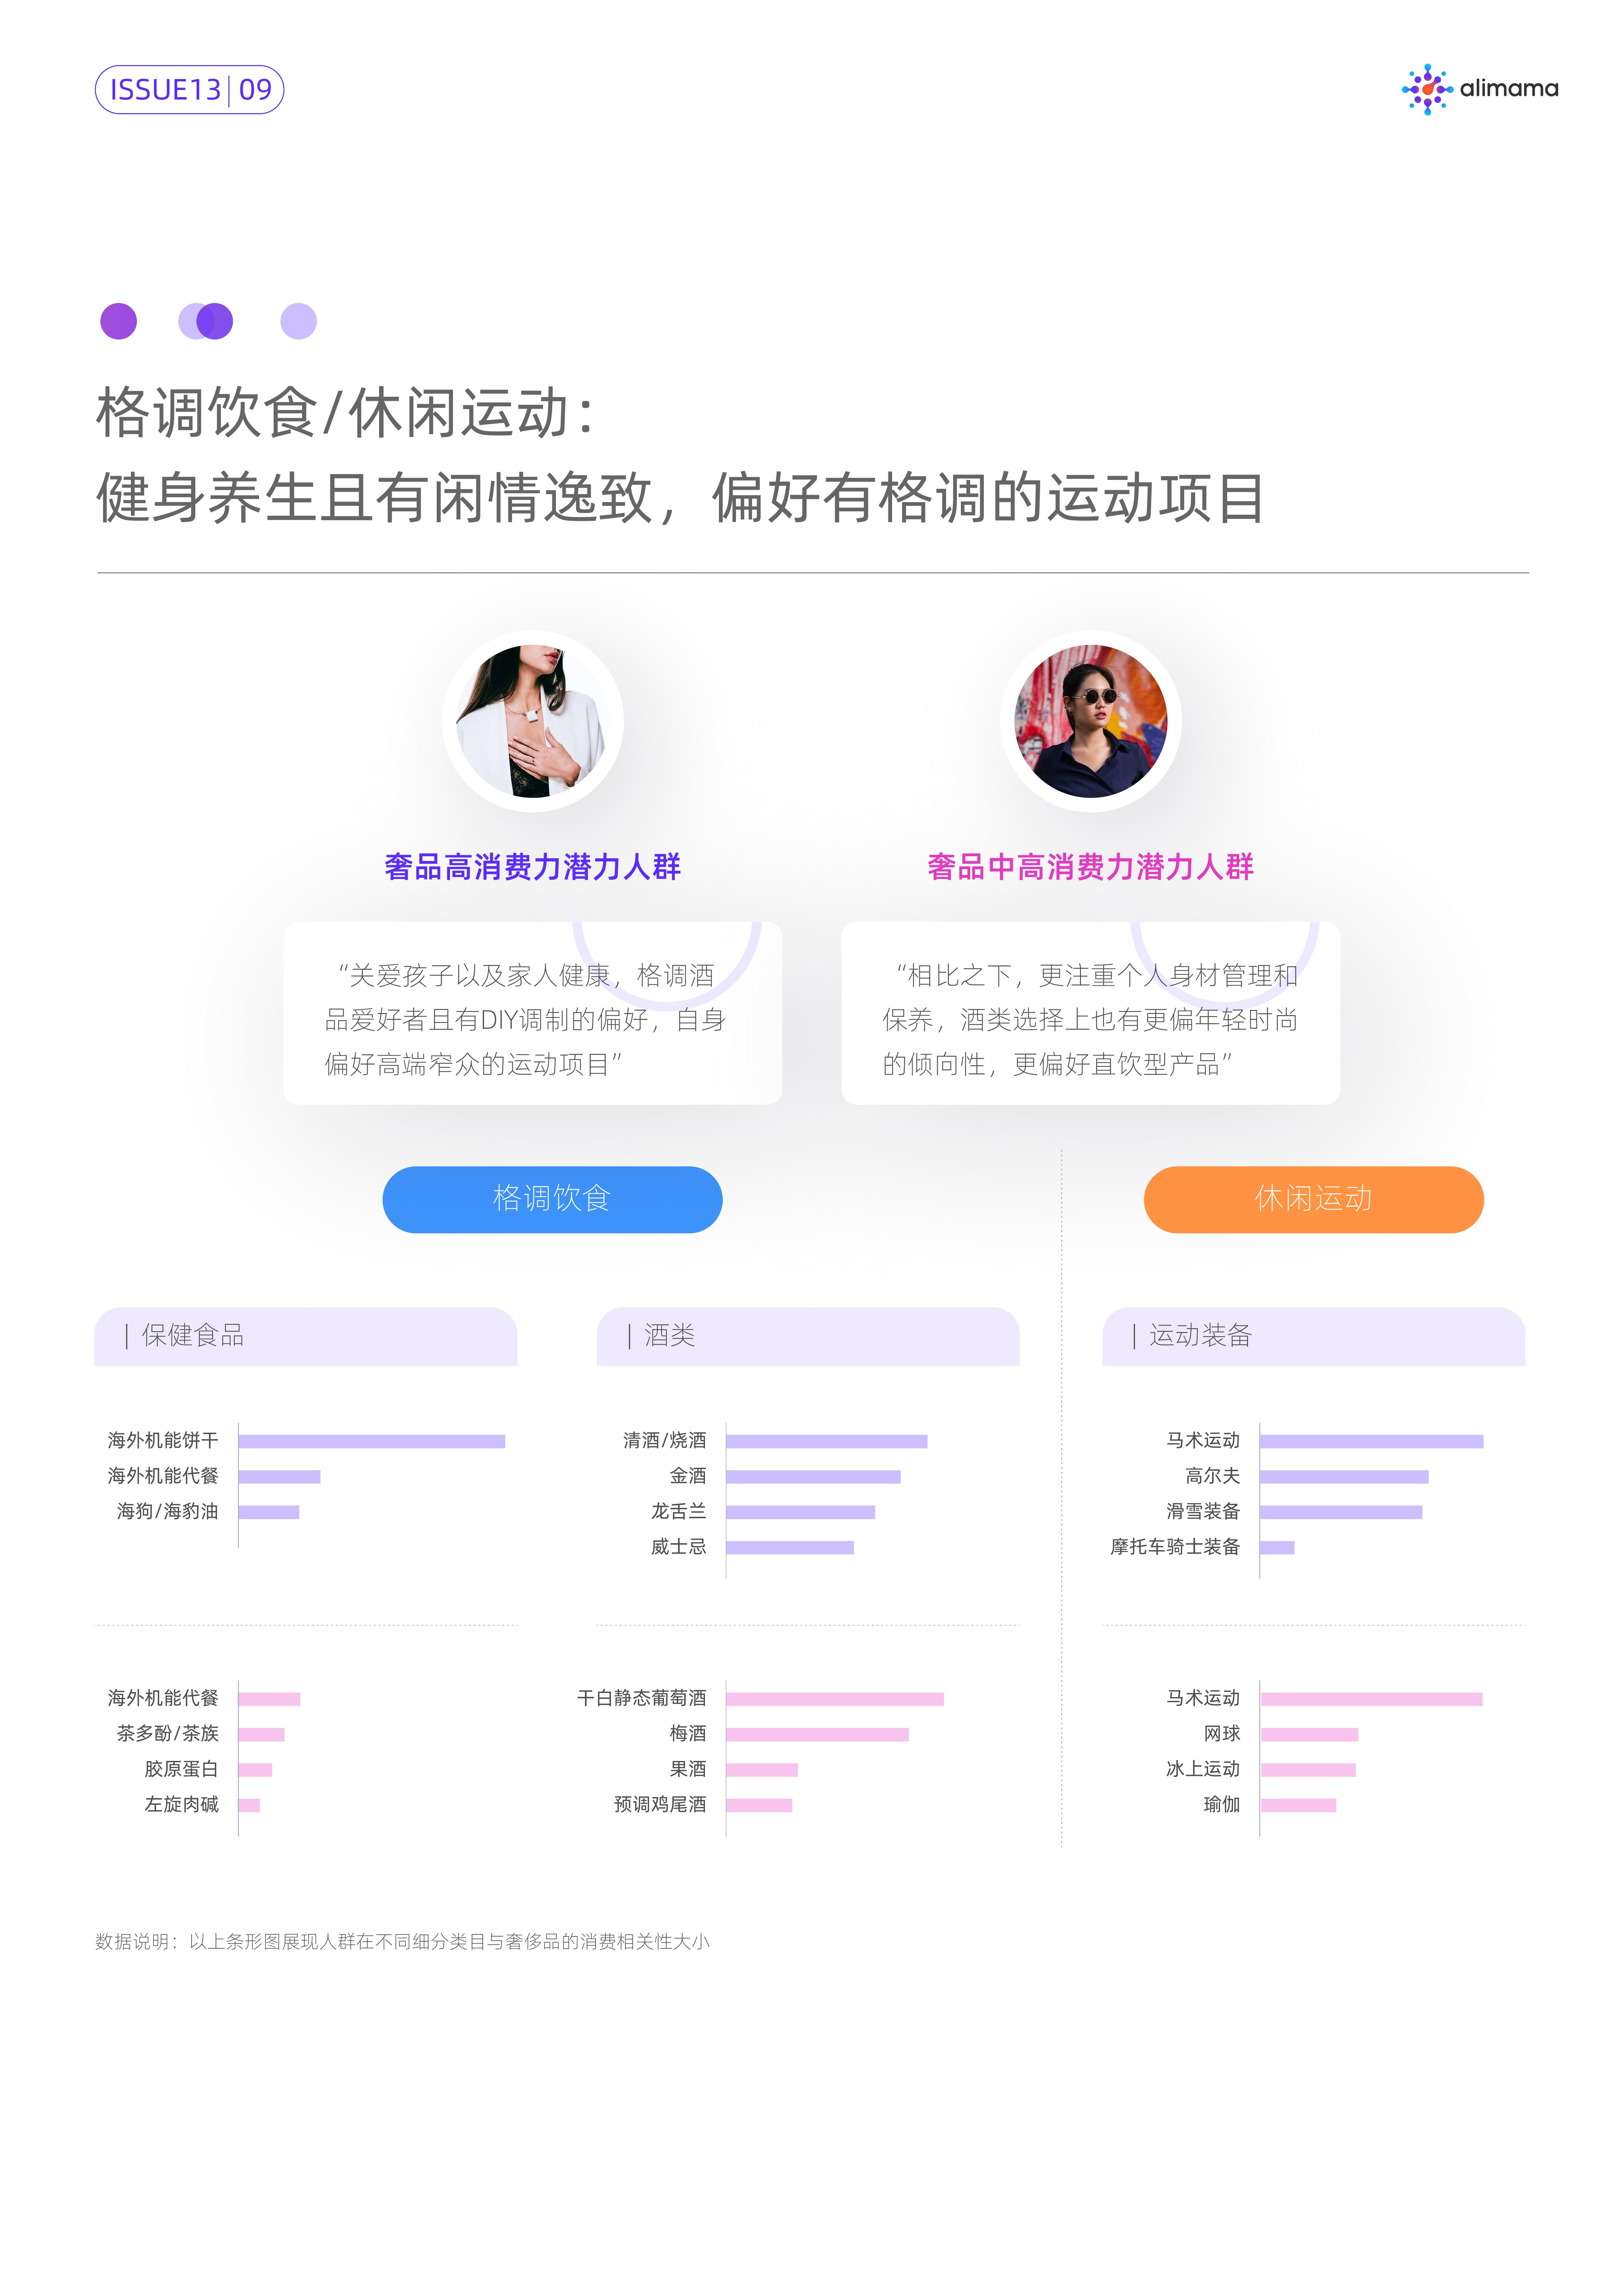 ISSUE13|09
alimama
格调饮食/休闲运动：
健身养生且有闲情逸致，偏好有格调的运动项目
奢品高消费力潜力人群
“关爱孩子以及家人健康，格调酒
品爱好者且有DIY调制的偏好，自身
偏好高端窄众的运动项目”
奢品中高消费力潜力人群
“相比之下，更注重个人身材管理和
保养，酒类选择上也有更偏年轻时尚
的倾向性，更偏好直饮型产品”
格调饮食
休闲运动
| 保健食品
海外机能饼干
海外机能代餐
海狗/海豹油
海外机能代餐
茶多酚/茶族
胶原蛋白
左旋肉碱
| 酒类
清酒/烧酒
金酒
龙舌兰
威士忌
干白静态葡萄酒
梅酒
果酒
预调鸡尾酒
| 运动装备
马术运动
高尔夫
滑雪装备
摩托车骑士装备
马术运动
网球
冰上运动
瑜伽
数据说明：以上条形图展现人群在不同细分类目与奢侈品的消费相关性大小